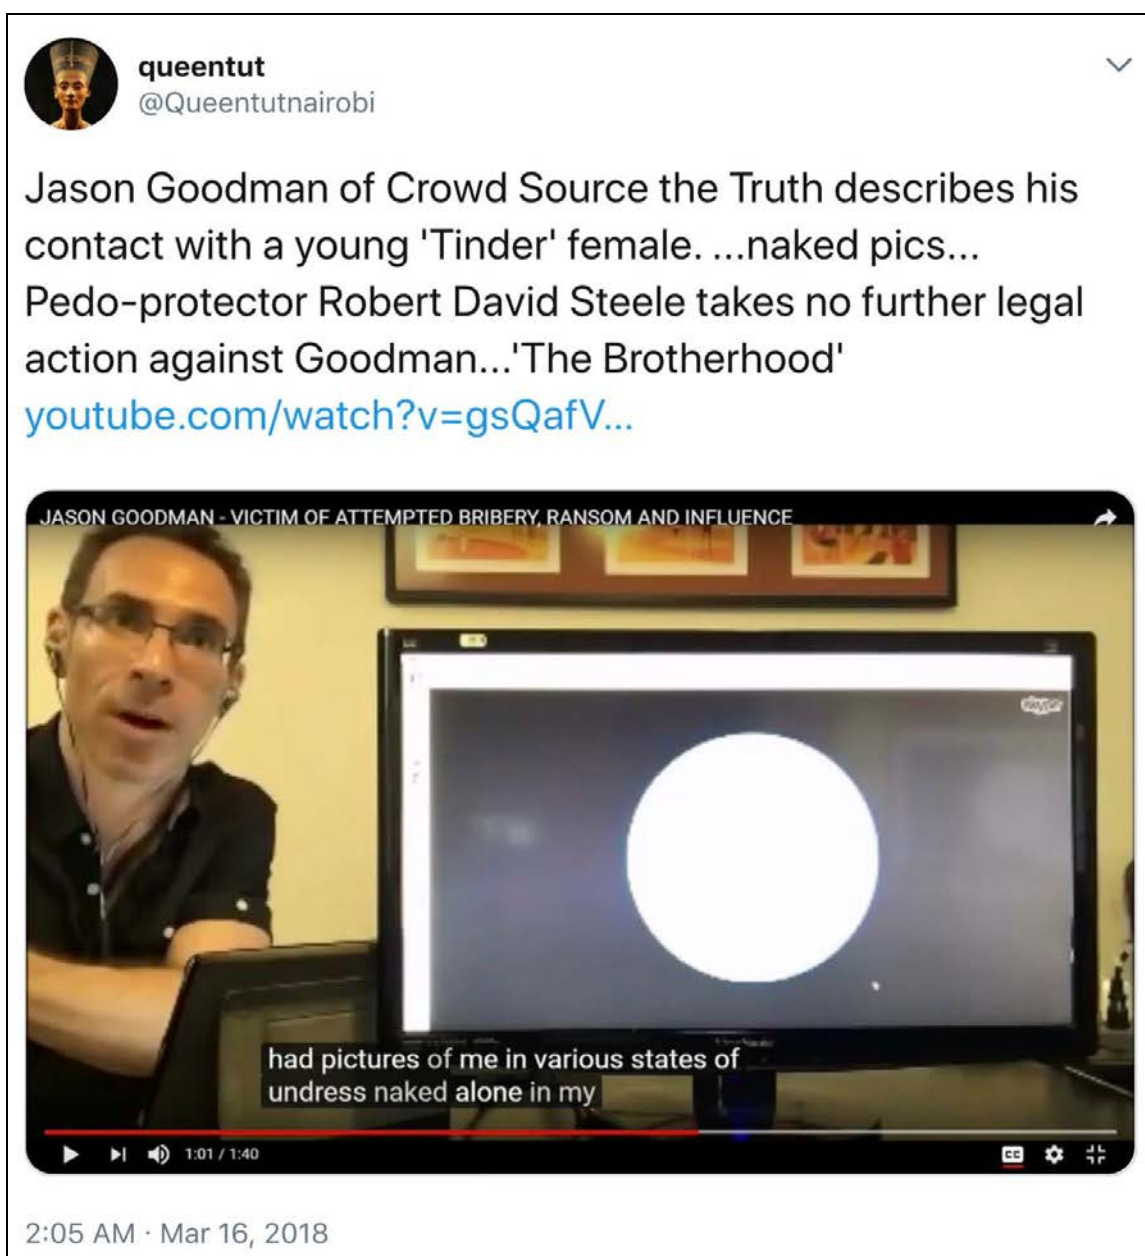 queentut
@Queentutnairobi
Jason Goodman of Crowd Source the Truth describes his
contact with a young 'Tinder' female. ...naked pics...
Pedo-protector Robert David Steele takes no further legal
action against Goodman...'The Brotherhood'
youtube.com/watch?v=gsQafV...
JASON GOODMAN - VICTIM OF ATTEMPTED BRIBERY, RANSOM AND INFLUENCE
skype
had pictures of me in various states of
undress naked alone in my
1:01 / 1:40
CC
2:05 AM · Mar 16, 2018